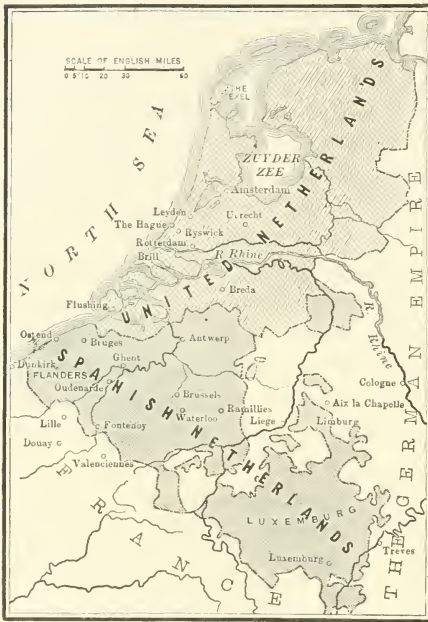 SCALE OF ENGLISH MILES
0 5 10 20 30 60
NORTH SEA
THE TEXEL
ZUYDER
ZEE
UNITED NETHERLANDS
Amsterdam
Leyden
The Hague
Utrecht
Ryswick
Rotterdam
Brill
R Rhine
Breda
Flushing
R. Rhine
THE GERMAN EMPIRE
Ostend
Bruges
Antwerp
SPANISH NETHERLANDS
Dunkirk
Ghent
FLANDERS
Oudenarde
Brussels
Cologne
Waterloo
Ramillies
Aix la Chapelle
Lille
Fontenoy
Liege
Limburg
Douay
Valenciennes
FRANCE
LUXEMBURG
Treves
Luxemburg